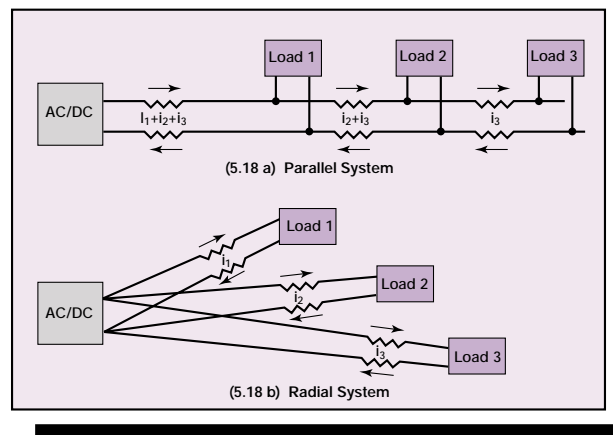 Load 1 Load 2 Load 3
AC/DC
I₁+i₂+i₃ i₂+i₃ i₃
(5.18 a) Parallel System
Load 1
i₁
Load 2
i₂
AC/DC
i₃
Load 3
(5.18 b) Radial System